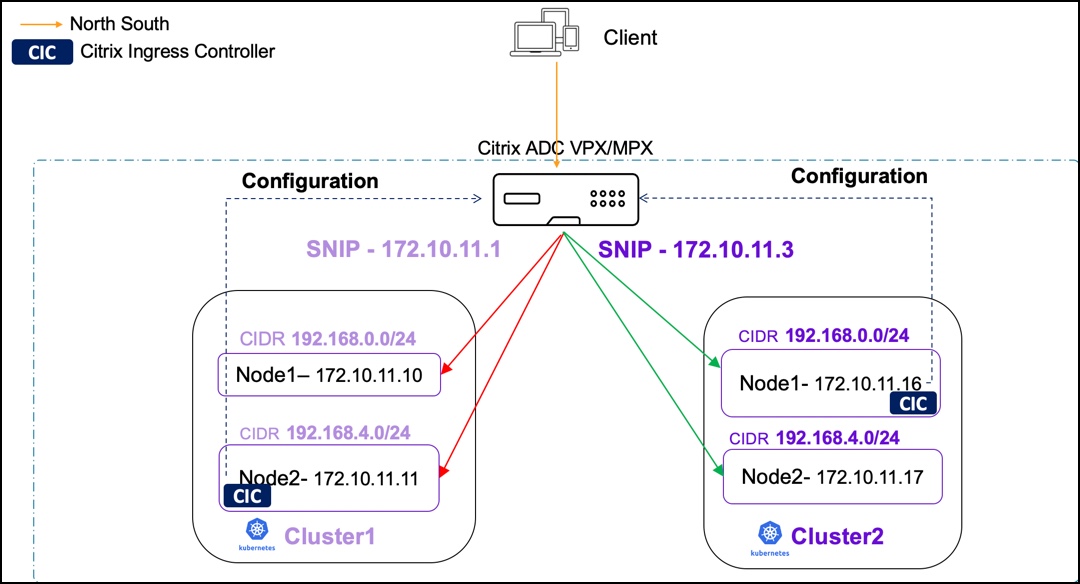 North South
CIC Citrix Ingress Controller
Client
Citrix ADC VPX/MPX
Configuration
Configuration
SNIP - 172.10.11.1
SNIP - 172.10.11.3
CIDR 192.168.0.0/24
Node1– 172.10.11.10
CIDR 192.168.4.0/24
Node2- 172.10.11.11
CIC
kubernetes
Cluster1
CIDR 192.168.0.0/24
Node1- 172.10.11.16
CIC
CIDR 192.168.4.0/24
Node2- 172.10.11.17
kubernetes
Cluster2